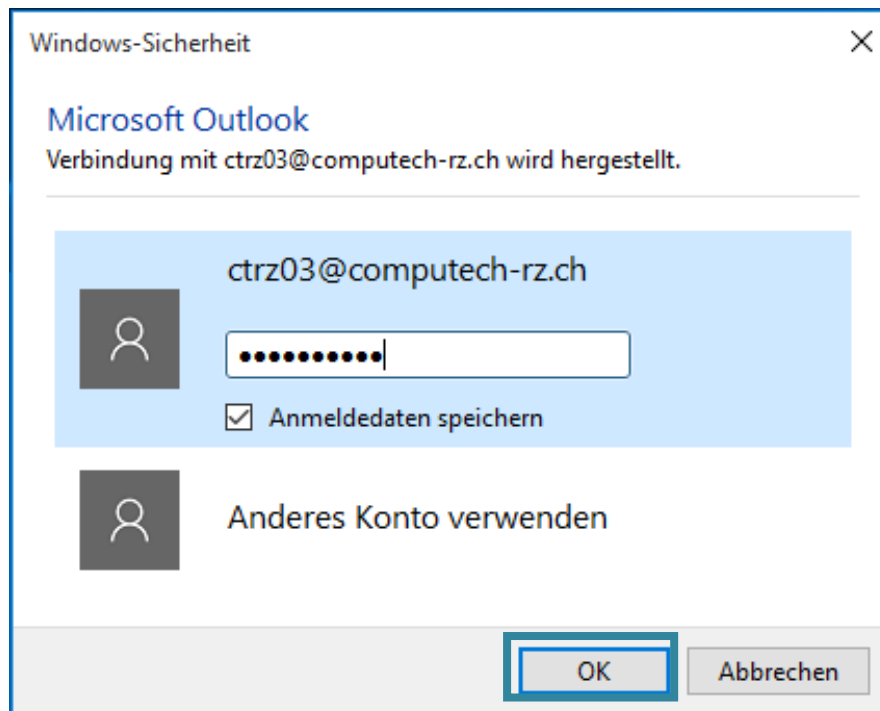 Windows-Sicherheit
Microsoft Outlook
Verbindung mit ctrz03@computech-rz.ch wird hergestellt.
ctrz03@computech-rz.ch
••••••••••
Anmeldedaten speichern
Anderes Konto verwenden
OK Abbrechen